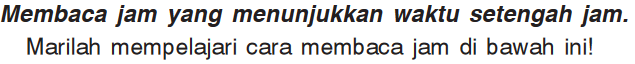 Membaca jam yang menunjukkan waktu setengah jam.
Marilah mempelajari cara membaca jam di bawah ini!